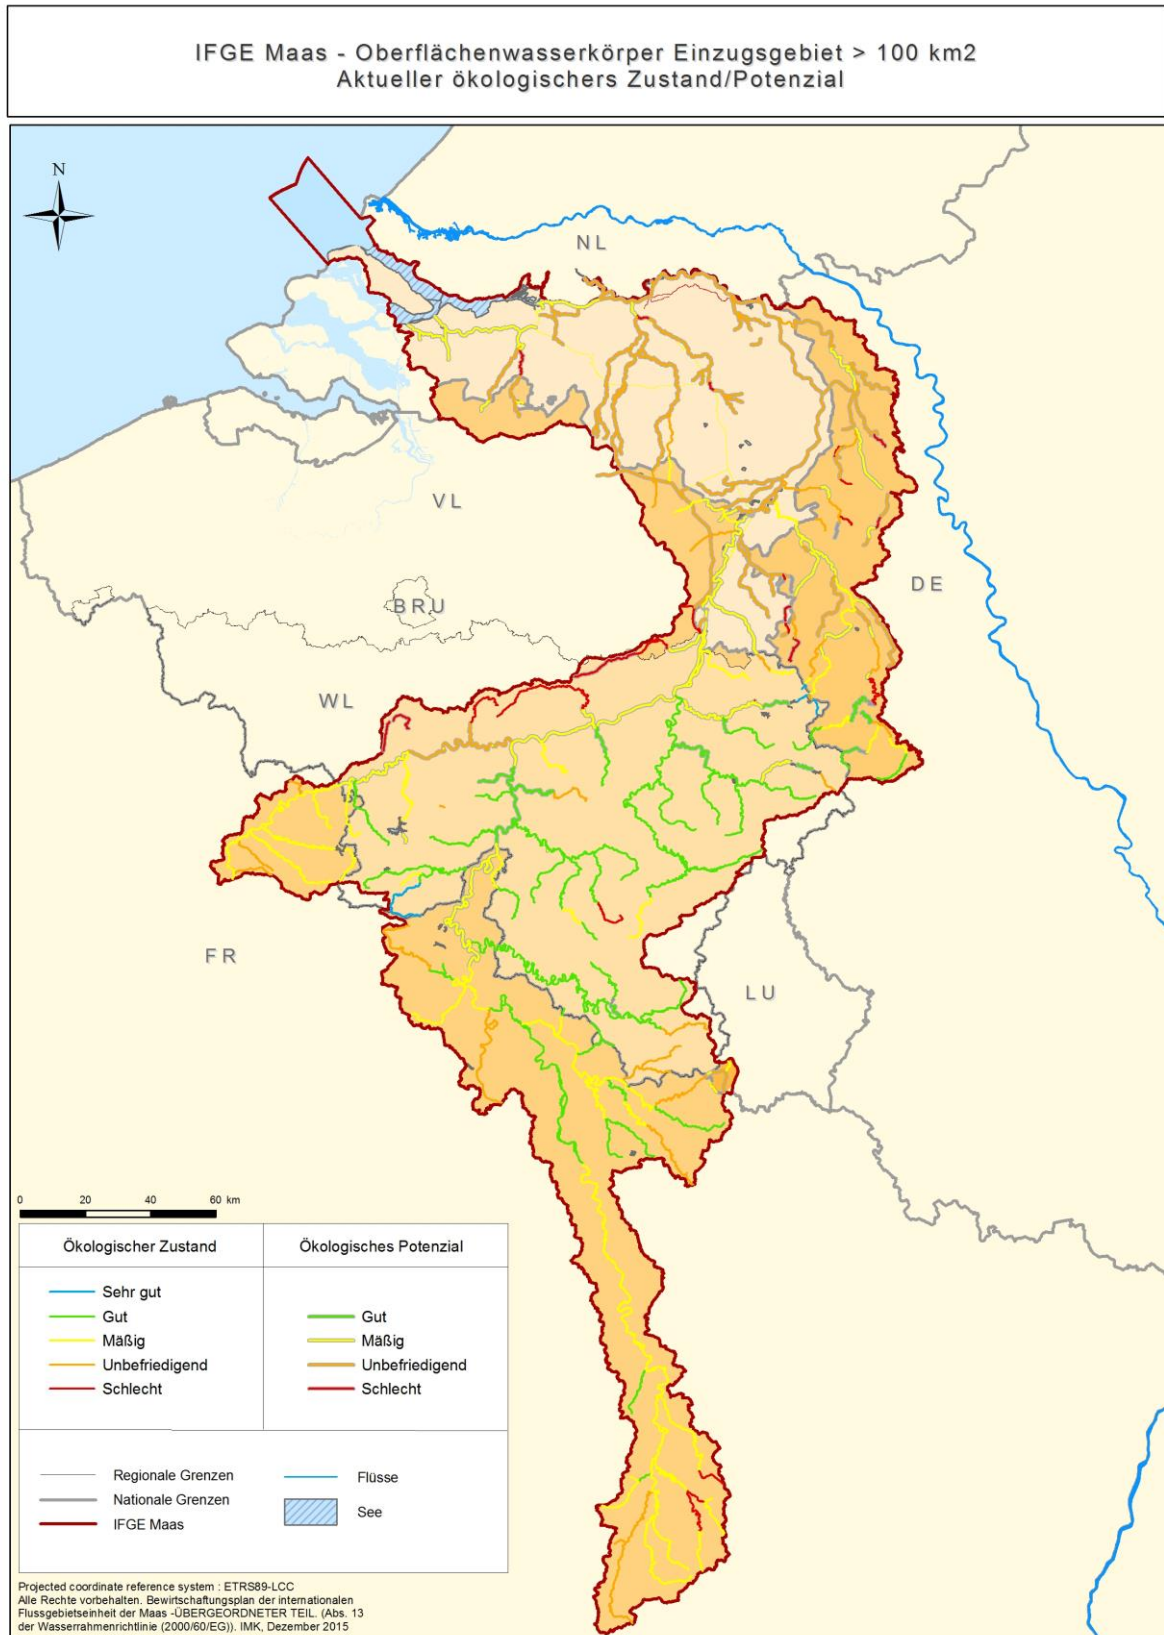 IFGE Maas - Oberflächenwasserkörper Einzugsgebiet > 100 km2
Aktueller ökologischers Zustand/Potenzial
N
NL
VL
BRU
DE
WL
FR
LU
0 20 40 60 km
Ökologischer Zustand
Ökologisches Potenzial
Sehr gut
Gut
Mäßig
Unbefriedigend
Schlecht
Gut
Mäßig
Unbefriedigend
Schlecht
Regionale Grenzen
Nationale Grenzen
IFGE Maas
Flüsse
See
Projected coordinate reference system : ETRS89-LCC
Alle Rechte vorbehalten. Bewirtschaftungsplan der internationalen
Flussgebietseinheit der Maas -ÜBERGEORDNETER TEIL. (Abs. 13
der Wasserrahmenrichtlinie (2000/60/EG)). IMK, Dezember 2015